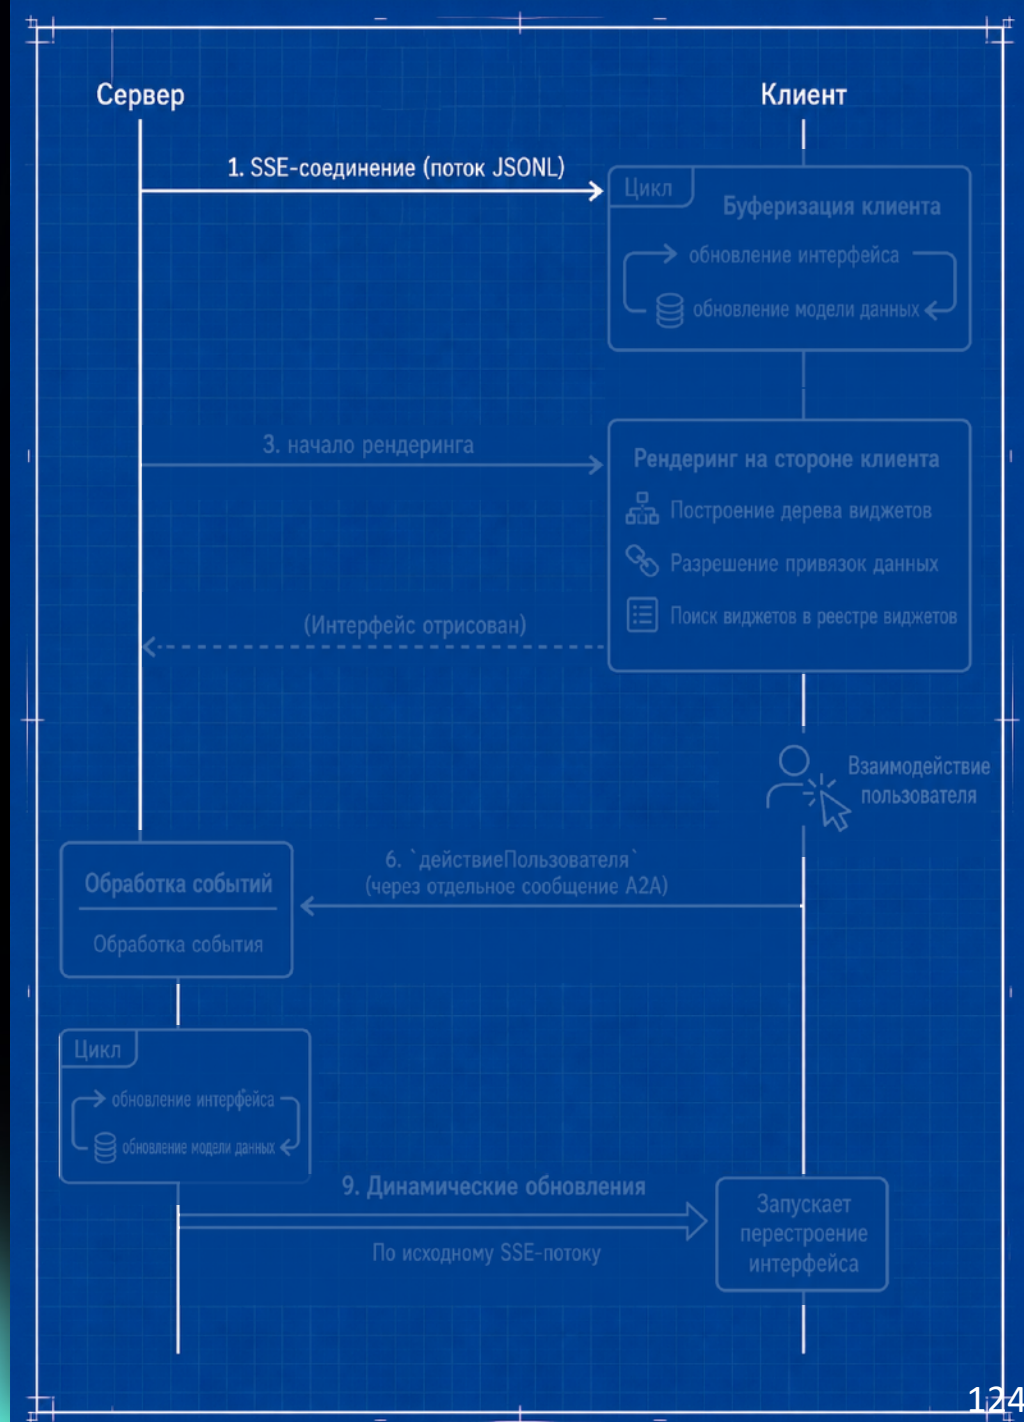 Сервер
Клиент
1. SSE-соединение (поток JSONL)
Цикл
Буферизация клиента
обновление интерфейса
обновление модели данных
3. начало рендеринга
Рендеринг на стороне клиента
Построение дерева виджетов
Разрешение привязок данных
Поиск виджетов в реестре виджетов
(Интерфейс отрисован)
Взаимодействие
пользователя
6. `действиеПользователя`
(через отдельное сообщение A2A)
Обработка событий
Обработка события
Цикл
обновление интерфейса
обновление модели данных
9. Динамические обновления
По исходному SSE-потоку
Запускает
перестроение
интерфейса
124